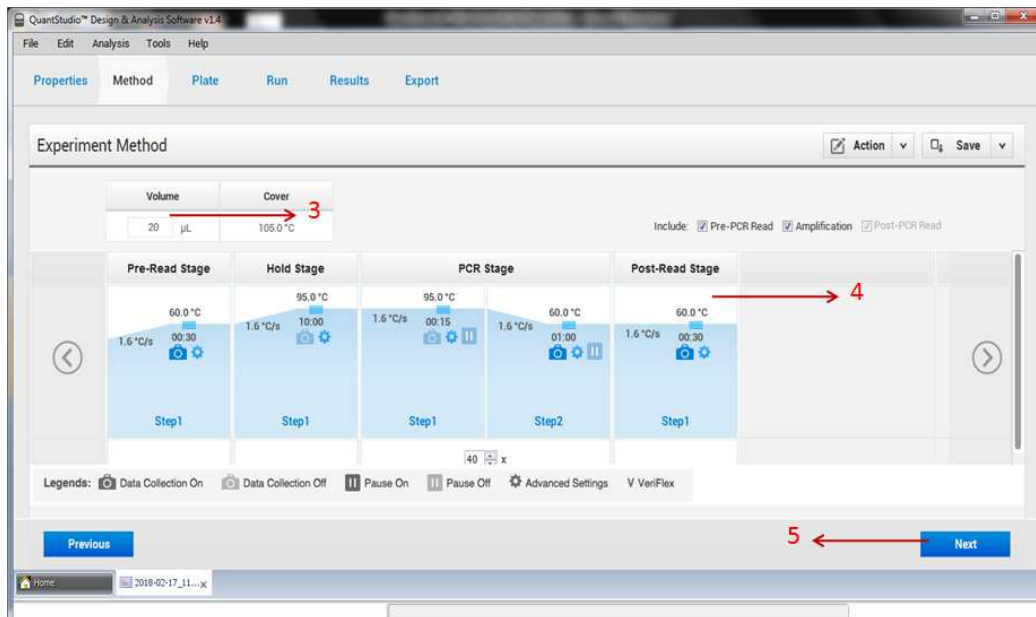 QuantStudio™ Design & Analysis Software v1.4
File Edit Analysis Tools Help
Properties Method Plate Run Results Export
Experiment Method
Action
Save
Volume Cover
3
20 µL 105.0 °C
Include: Pre-PCR Read Amplification Post-PCR Read
Pre-Read Stage Hold Stage PCR Stage Post-Read Stage
4
60.0 °C
1.6 °C/s 00:30
Step1
95.0 °C
1.6 °C/s 10:00
Step1
95.0 °C
1.6 °C/s 00:15
Step1
60.0 °C
1.6 °C/s 01:00
Step2
60.0 °C
1.6 °C/s 00:30
Step1
40 x
Legends: Data Collection On Data Collection Off Pause On Pause Off Advanced Settings V VeriFlex
5
Previous Next
Home 2018-02-17_11...x